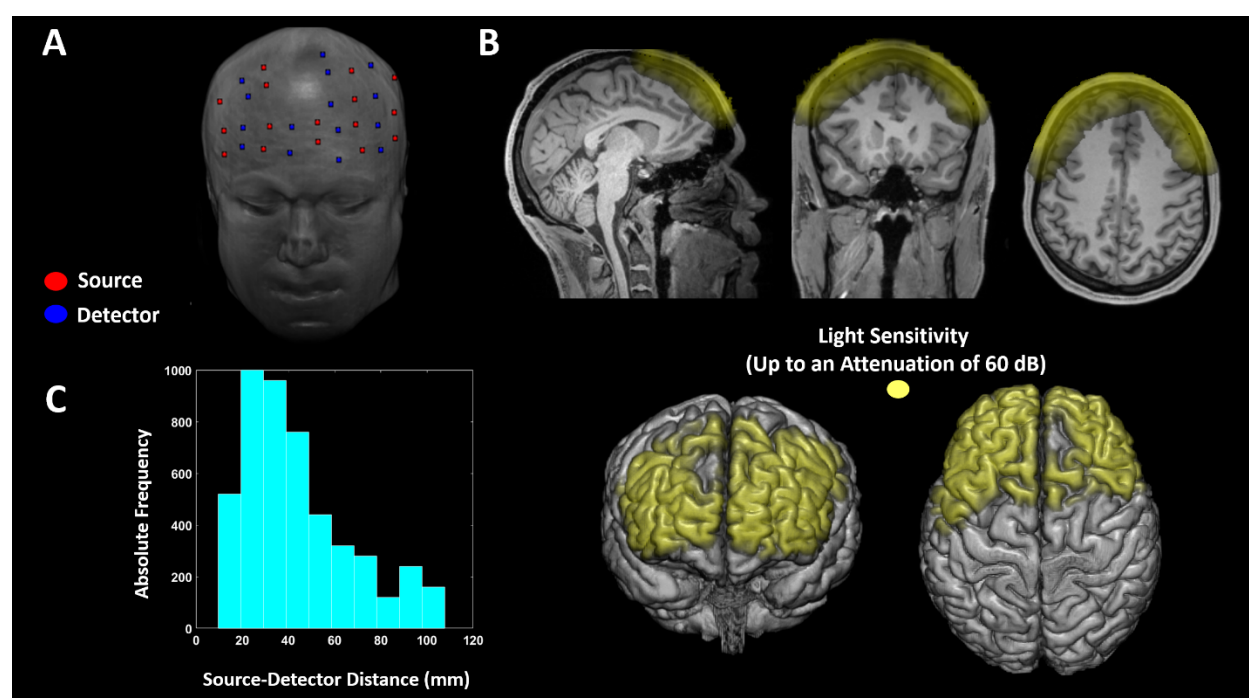 A
B
Source
Detector
Light Sensitivity
(Up to an Attenuation of 60 dB)
C
Absolute Frequency
1000
800
600
400
200
0
0 20 40 60 80 100 120
Source-Detector Distance (mm)